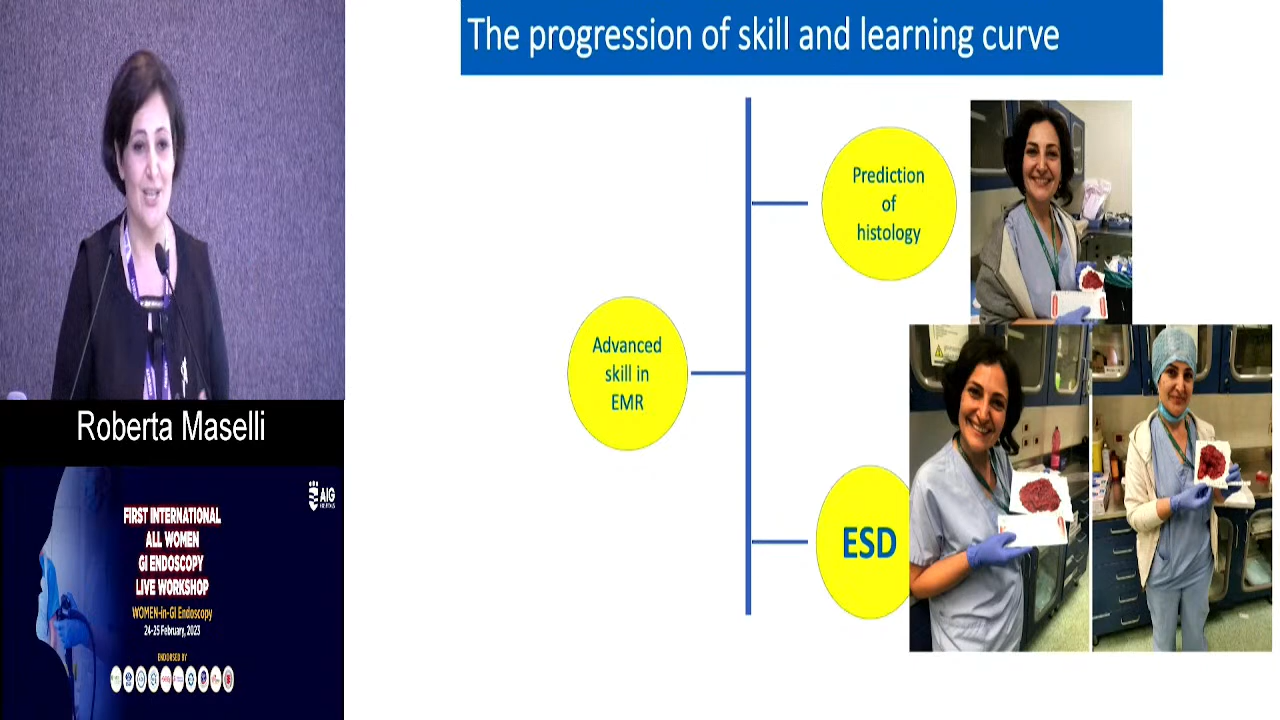 The progression of skill and learning curve
Prediction
of
histology
Advanced
skill in
EMR
ESD
Roberta Maselli
AIG
HOSPITALS
FIRST INTERNATIONAL
ALL WOMEN
GI ENDOSCOPY
LIVE WORKSHOP
WOMEN-in-GI Endoscopy
24-25 February, 2023
ENDORSED BY